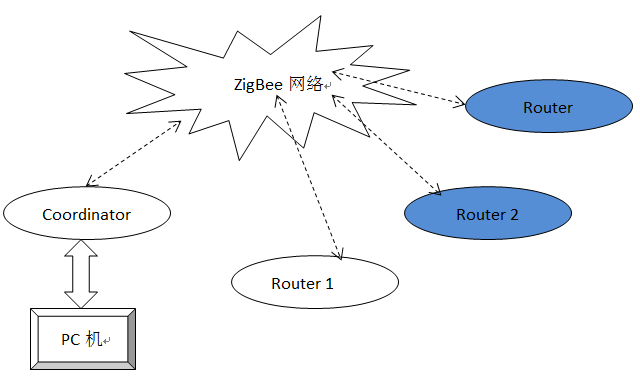 ZigBee 网络
Router
Router 2
Coordinator
Router 1
PC 机